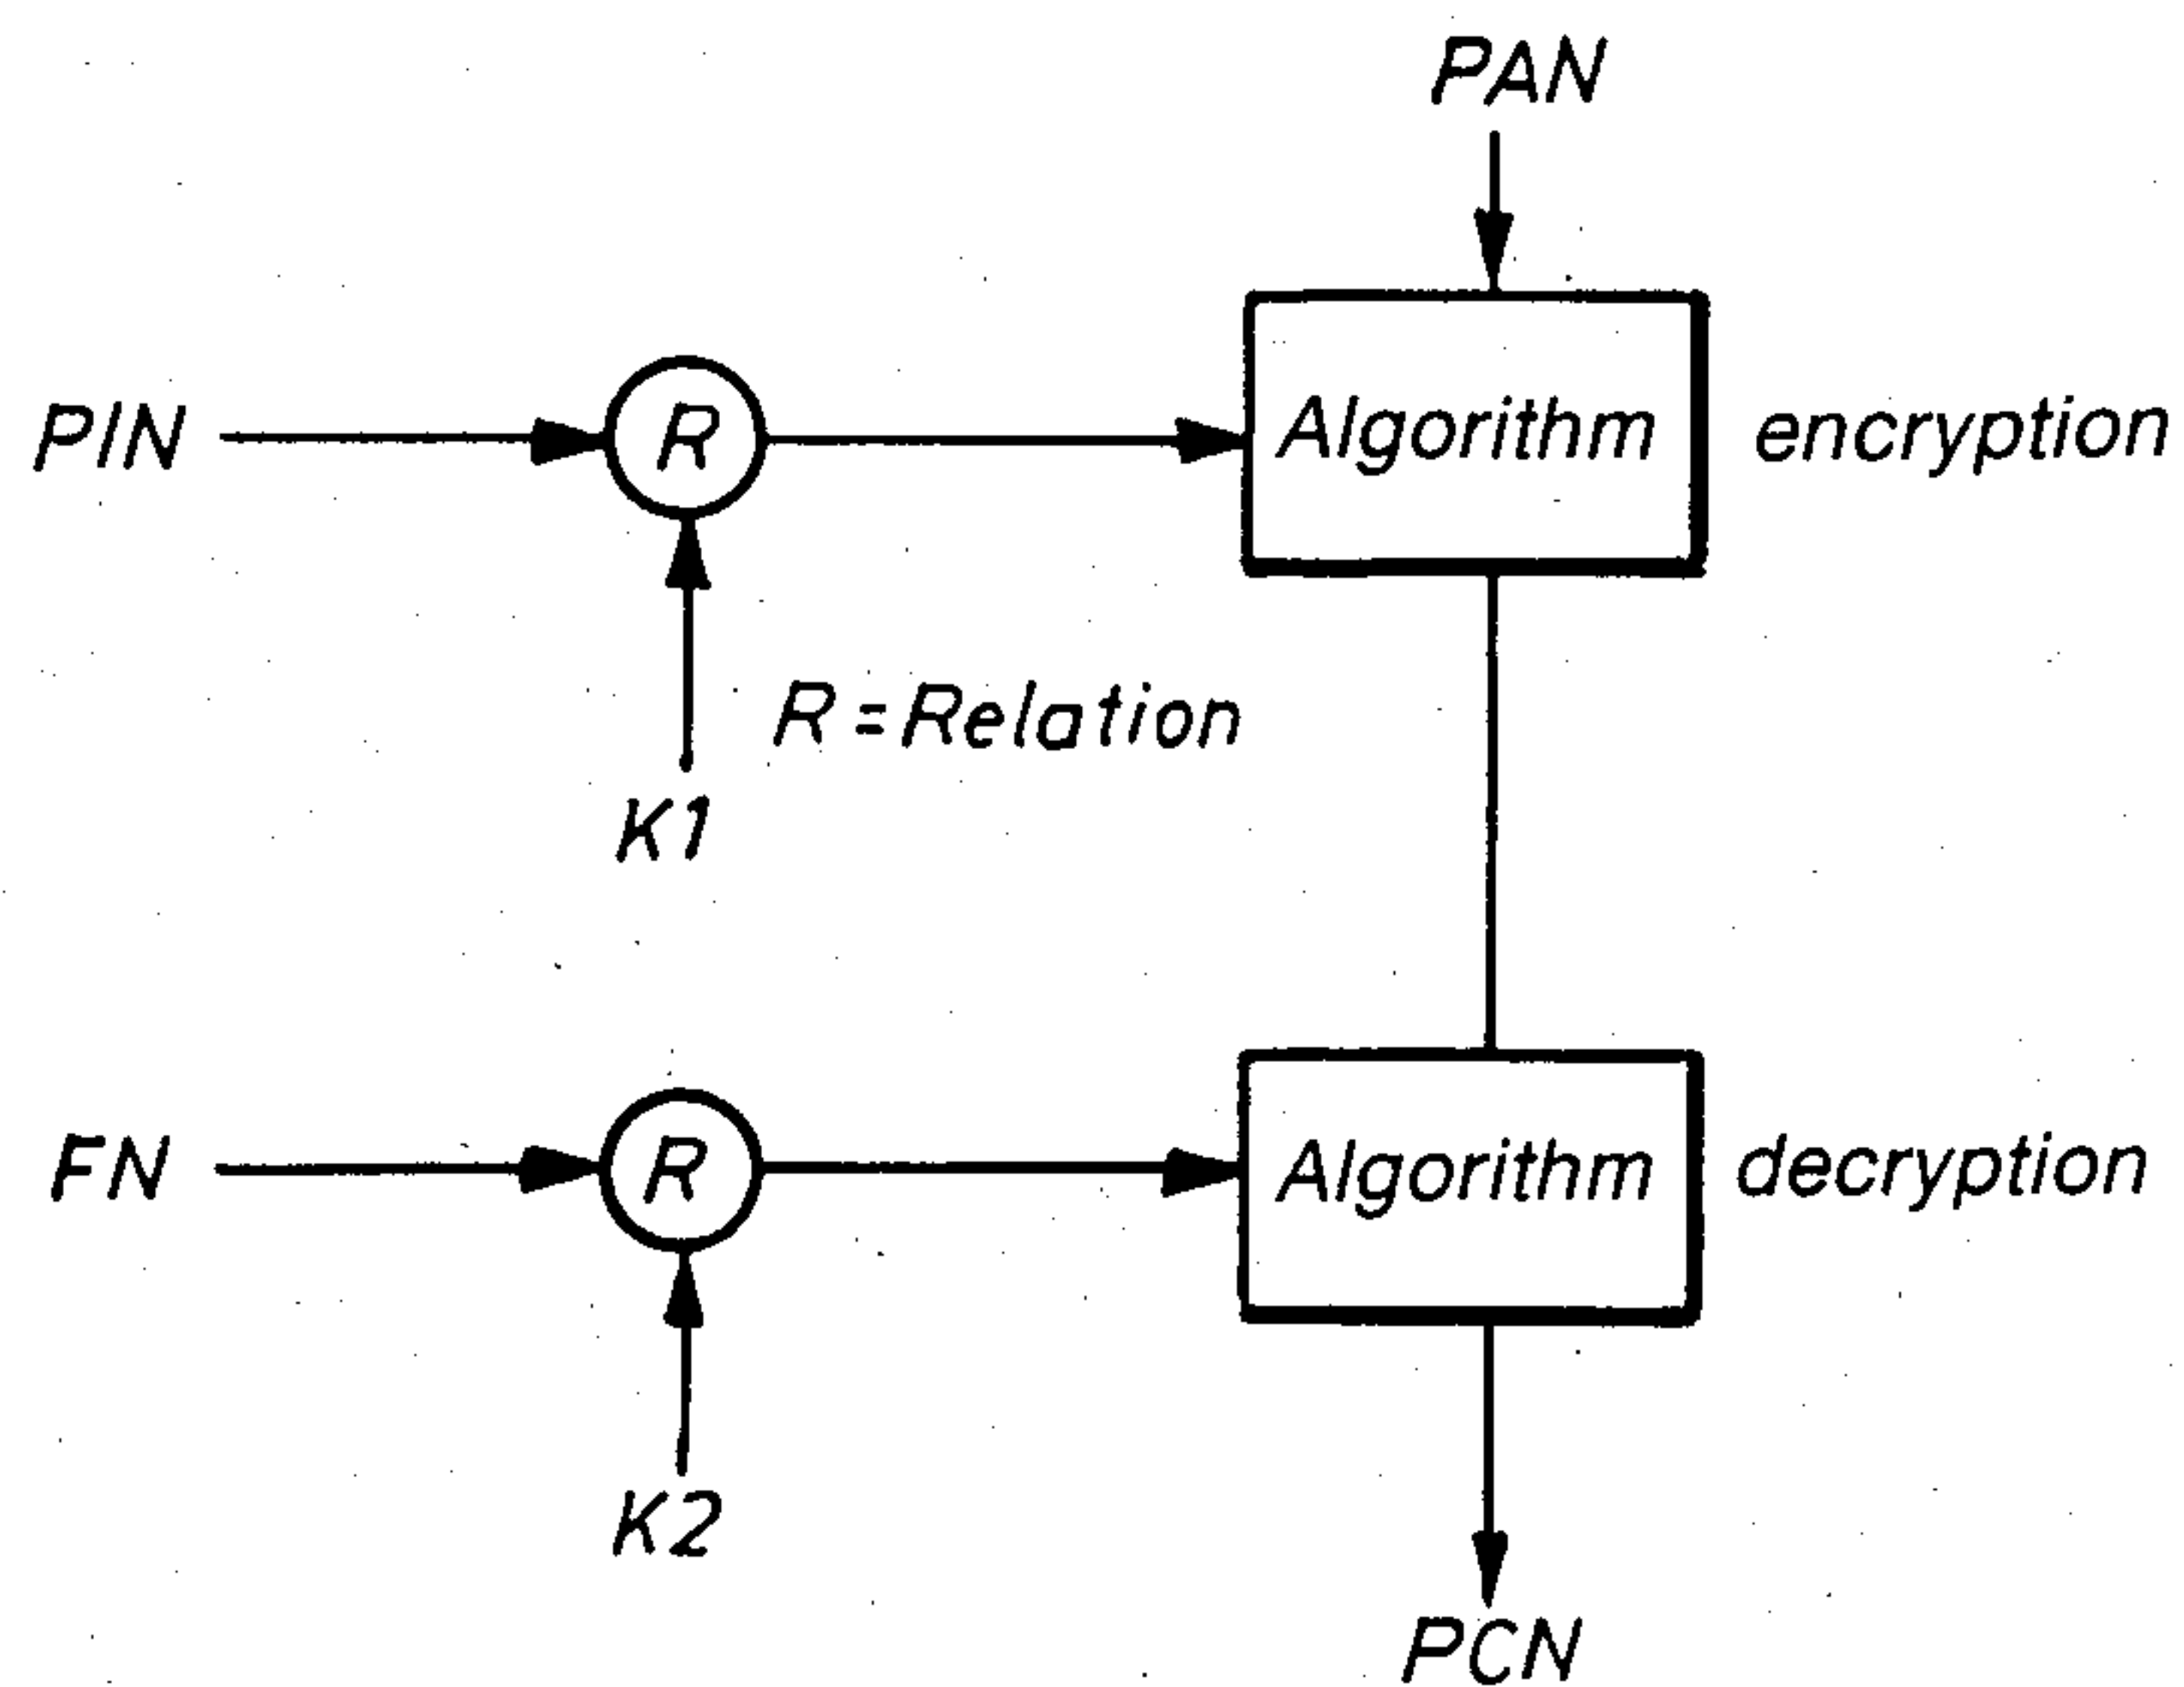 PAN
PIN
R
Algorithm
encryption
R=Relation
K1
FN
R
Algorithm
decryption
K2
PCN